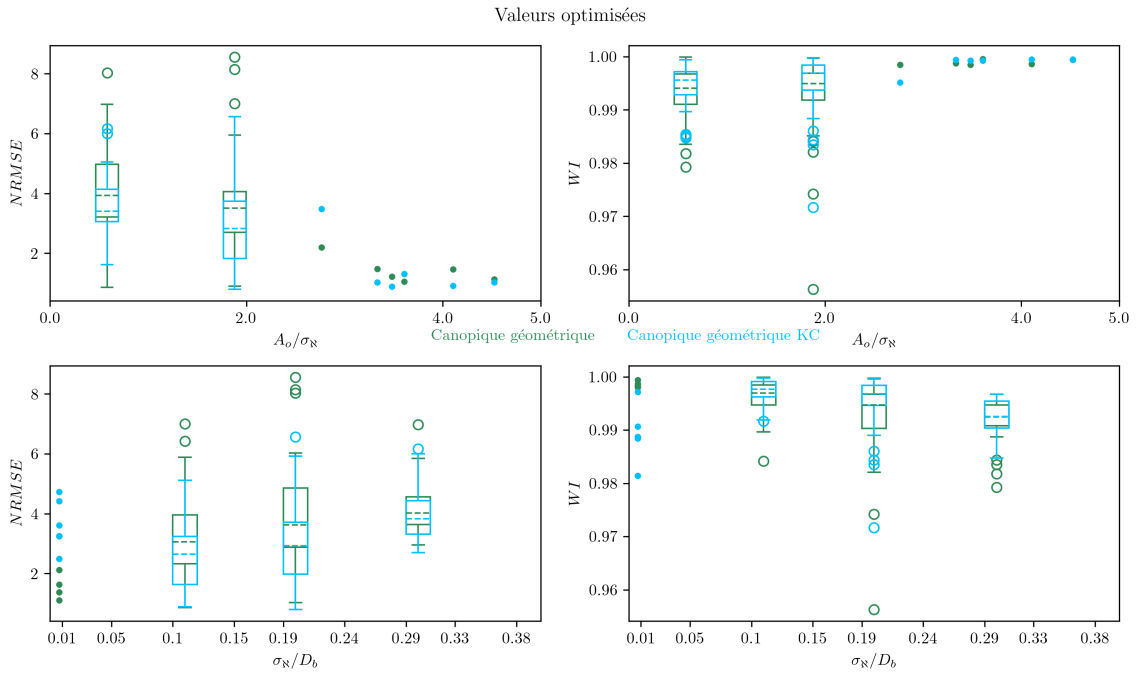 Valeurs optimisées
NRMSE
8
6
4
2
0.0 2.0 4.0 5.0
A_o/σ_ℵ
WI
1.00
0.99
0.98
0.97
0.96
0.0 2.0 4.0 5.0
A_o/σ_ℵ
Canopique géométrique Canopique géométrique KC
NRMSE
8
6
4
2
0.01 0.05 0.1 0.15 0.19 0.24 0.29 0.33 0.38
σ_ℵ/D_b
WI
1.00
0.99
0.98
0.97
0.96
0.01 0.05 0.1 0.15 0.19 0.24 0.29 0.33 0.38
σ_ℵ/D_b